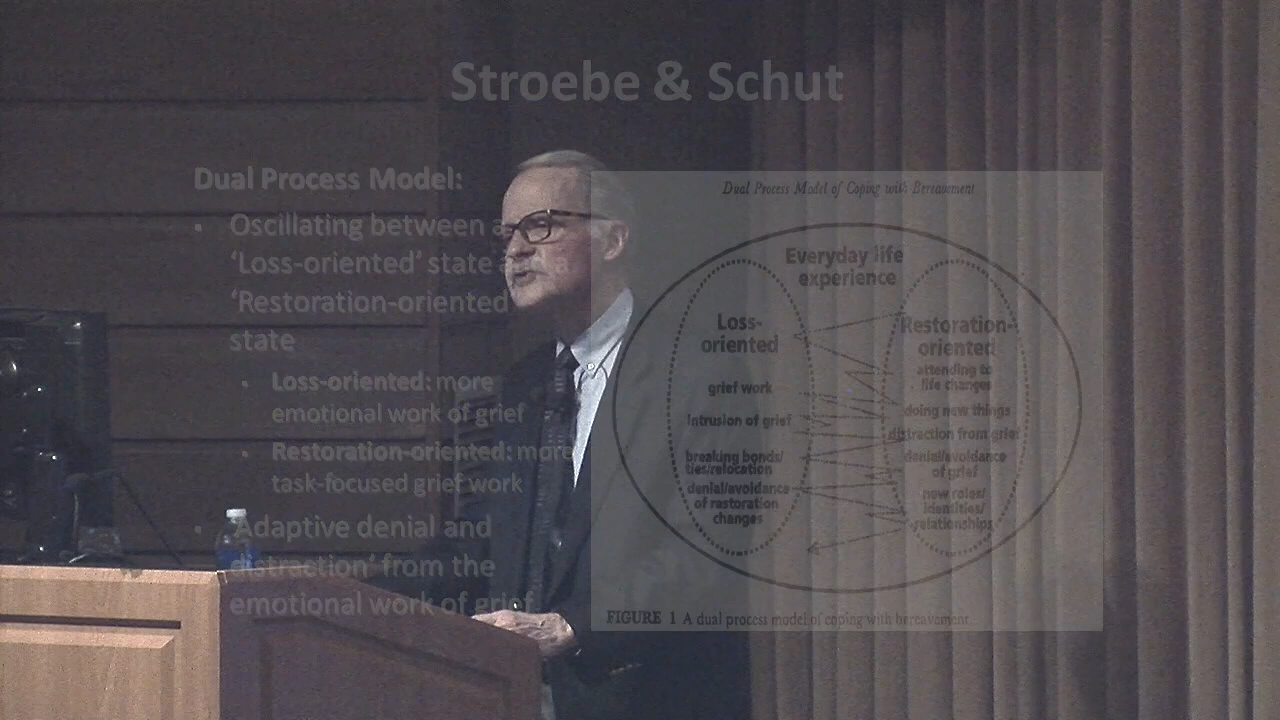 Stroebe & Schut
Dual Process Model:
• Oscillating between a
‘Loss-oriented’ state
‘Restoration-oriented
state
• Loss-oriented: more
emotional work of grief
• Restoration-oriented: more
task-focused grief work
• Adaptive denial and
distraction‘ from the
emotional work of grief
Dual Process Model of Coping with Bereavement
Everyday life
experience
Loss-
oriented
grief work
Intrusion of grief
breaking bonds/
ties/relocation
denial/avoidance
of restoration
changes
Restoration-
oriented
attending to
life changes
doing new things
distraction from grief
denial/avoidance
of grief
new roles/
identities/
relationships
FIGURE 1 A dual process model of coping with bereavement.